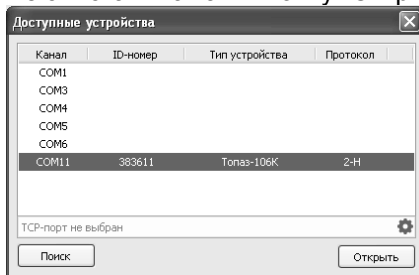 Доступные устройства
Канал ID-номер Тип устройства Протокол
COM1
COM3
COM4
COM5
COM6
COM11 383611 Топаз-106К 2-Н
TCP-порт не выбран
Поиск Открыть